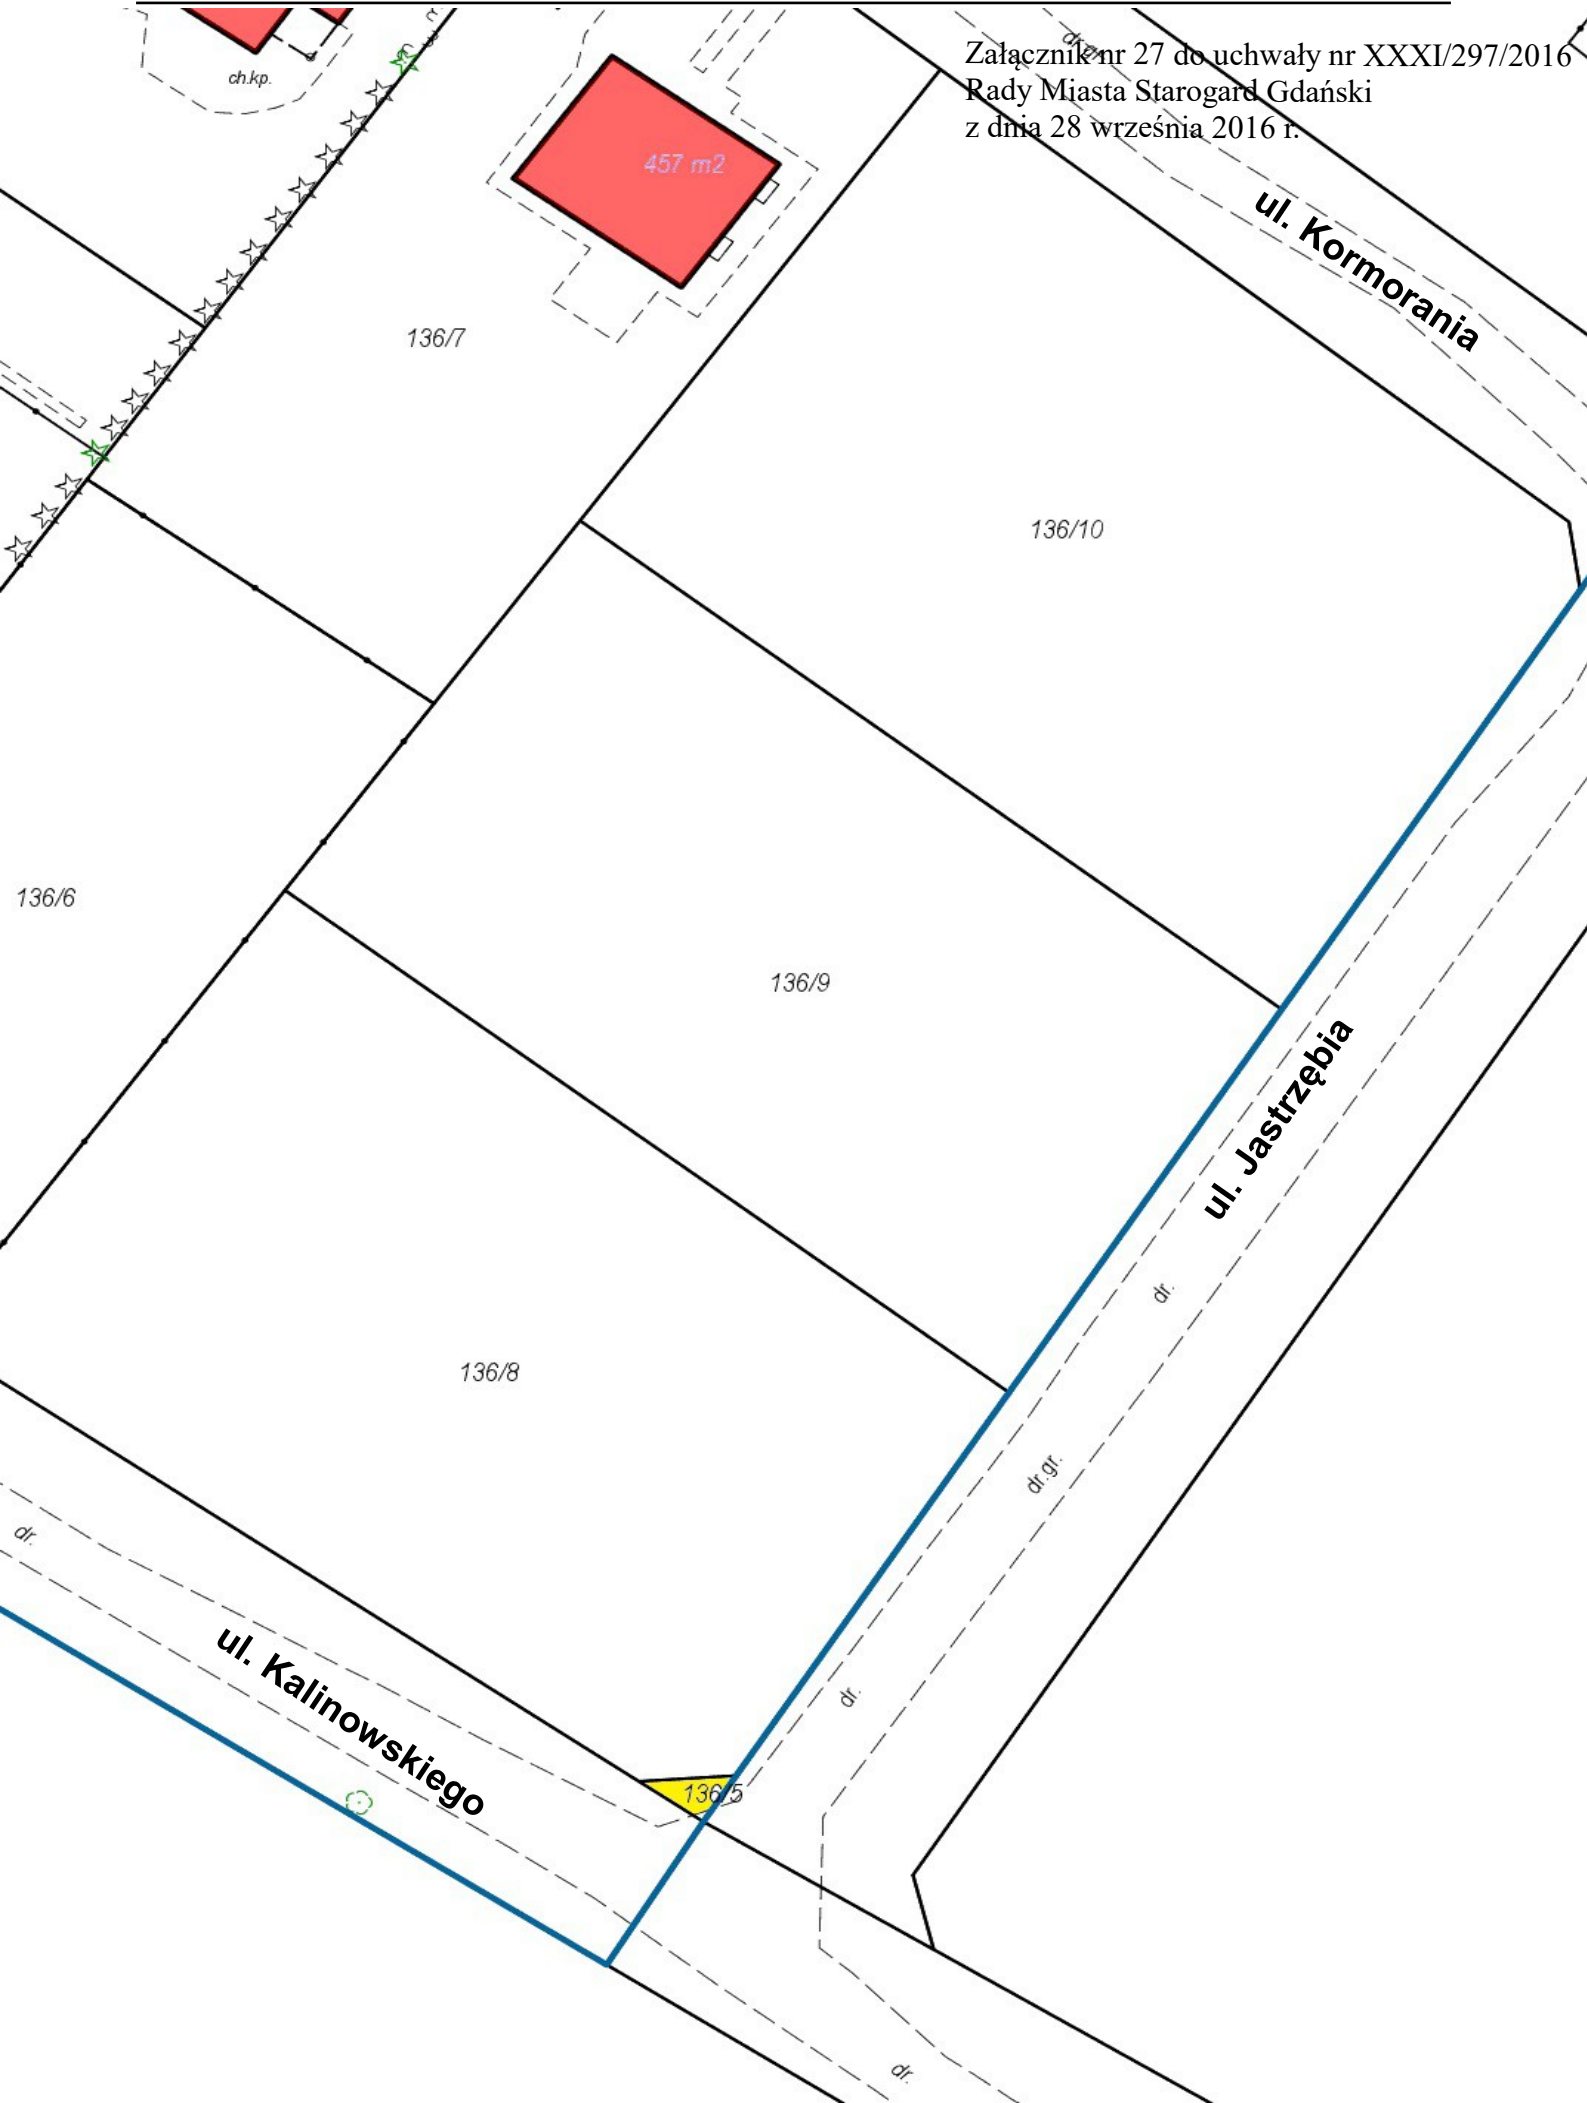 Załącznik nr 27 do uchwały nr XXXI/297/2016
Rady Miasta Starogard Gdański
z dnia 28 września 2016 r.
ch.kp.
457 m2
ul. Kormorania
136/7
136/10
136/6
136/9
ul. Jastrzębia
dr.
136/8
dr.gr.
dr.
ul. Kalinowskiego
dr.
136/5
dr.